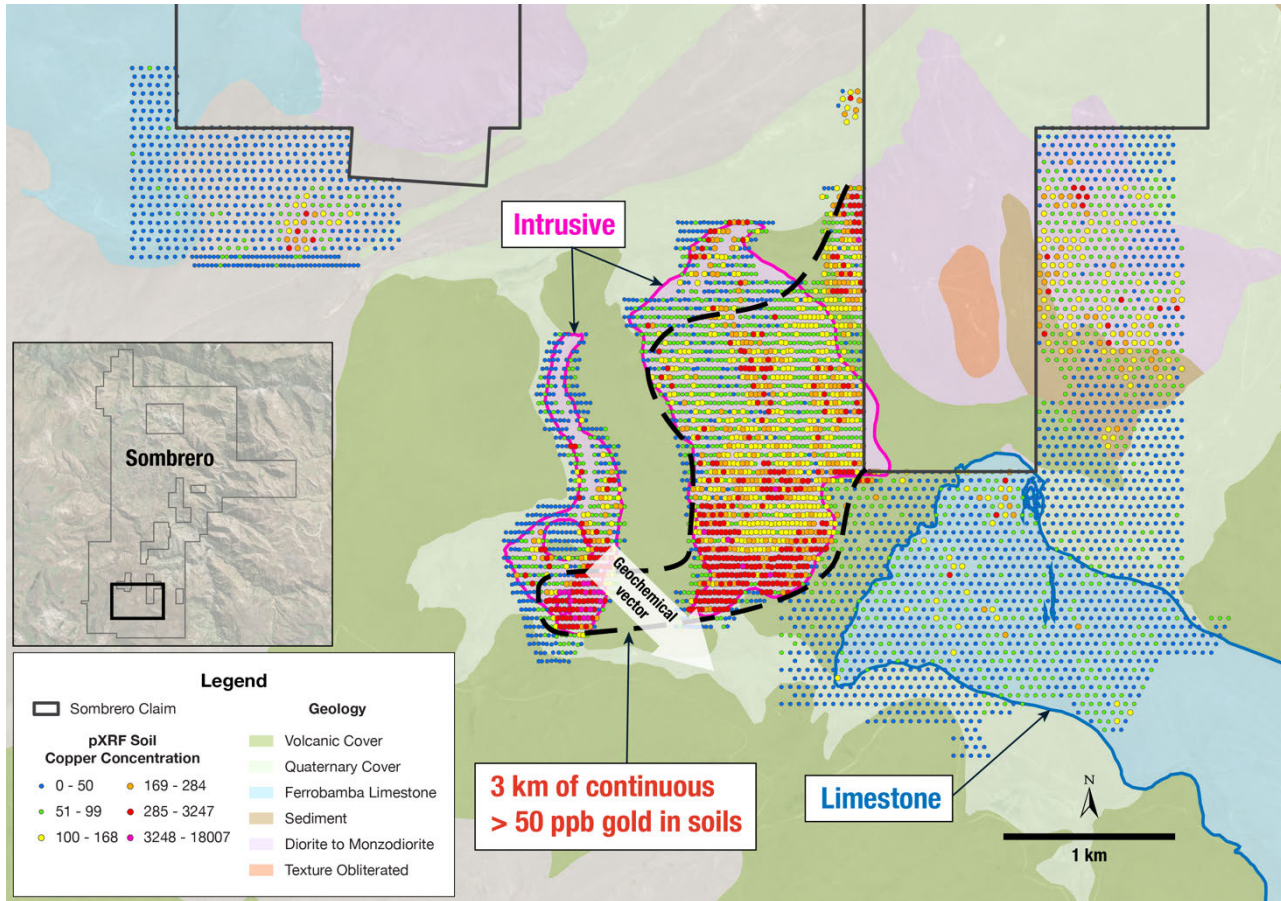 Intrusive
Sombrero
Geochemical
vector
Legend
Sombrero Claim
pXRF Soil
Copper Concentration
0 - 50
51 - 99
100 - 168
169 - 284
285 - 3247
3248 - 18007
Geology
Volcanic Cover
Quaternary Cover
Ferrobamba Limestone
Sediment
Diorite to Monzodiorite
Texture Obliterated
3 km of continuous
> 50 ppb gold in soils
Limestone
N
1 km